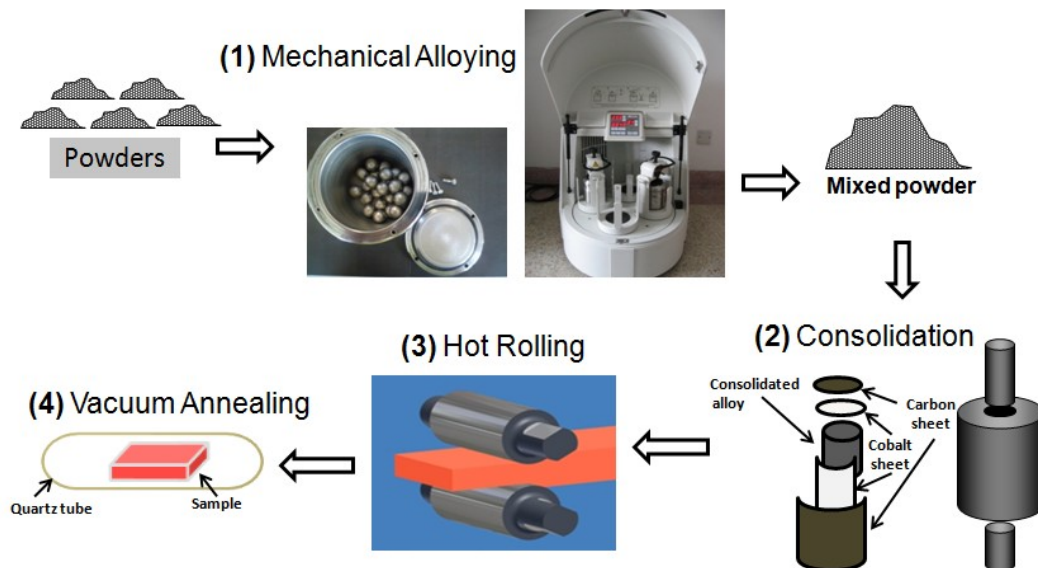 (1) Mechanical Alloying
Powders
Mixed powder
(2) Consolidation
Consolidated
alloy
Carbon
sheet
Cobalt
sheet
(3) Hot Rolling
(4) Vacuum Annealing
Quartz tube
Sample